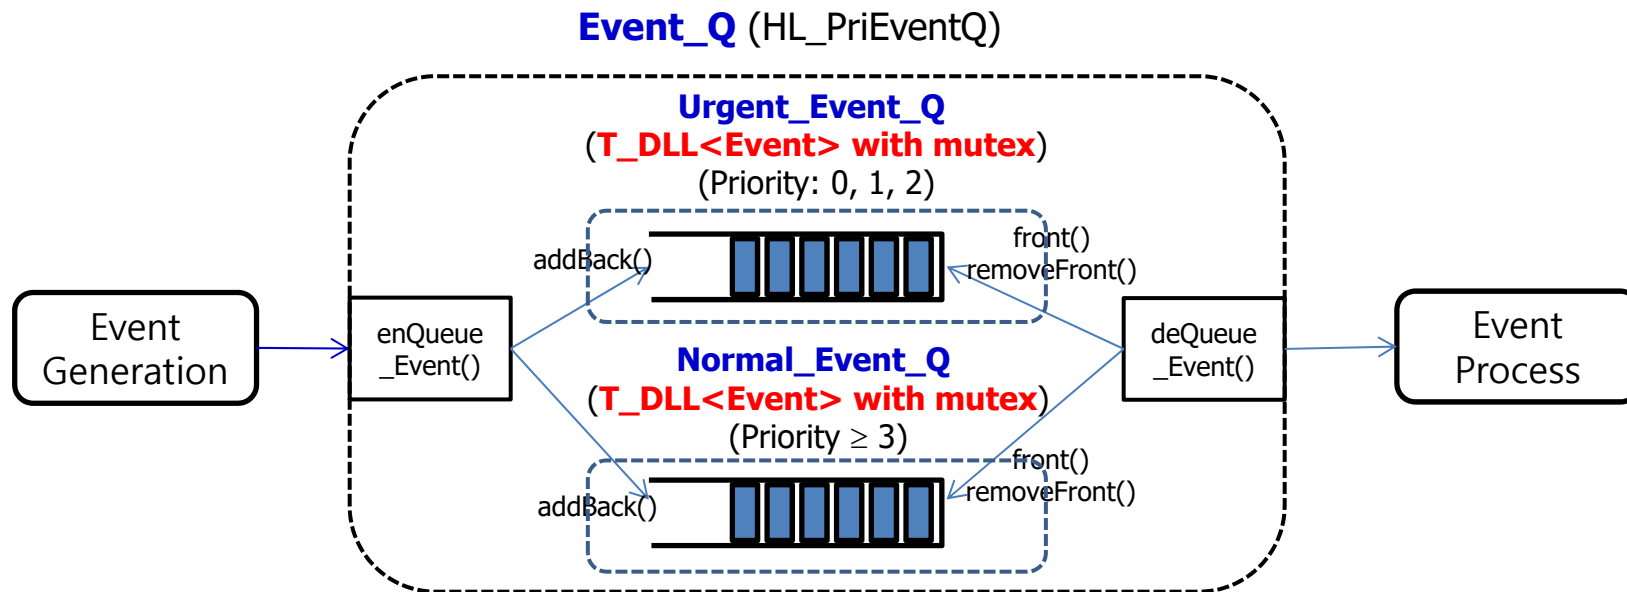 Event_Q (HL_PriEventQ)
Urgent_Event_Q
(T_DLL<Event> with mutex)
(Priority: 0, 1, 2)
addBack()
front()
removeFront()
Event
Generation
enQueue
_Event()
deQueue
_Event()
Event
Process
Normal_Event_Q
(T_DLL<Event> with mutex)
(Priority ≥ 3)
addBack()
front()
removeFront()